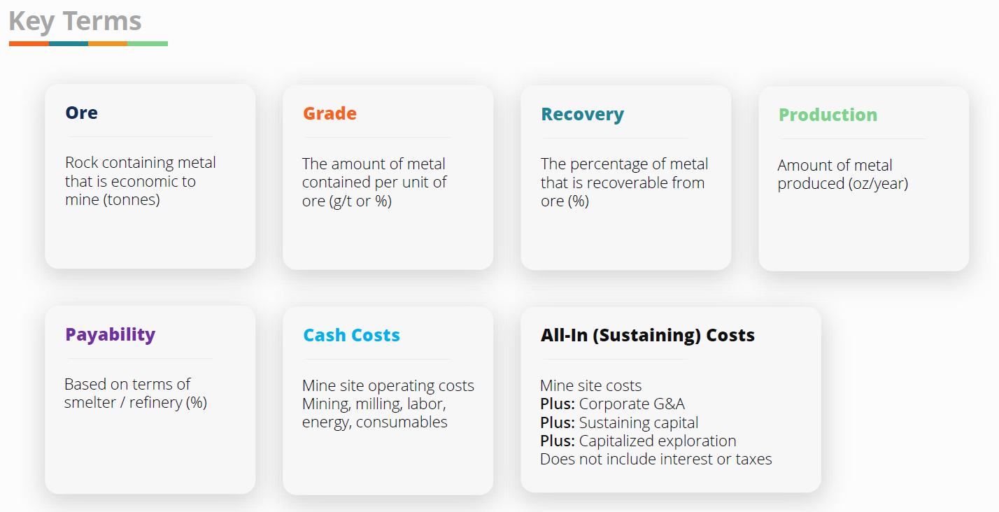 Key Terms
Ore
Rock containing metal
that is economic to
mine (tonnes)
Grade
The amount of metal
contained per unit of
ore (g/t or %)
Recovery
The percentage of metal
that is recoverable from
ore (%)
Production
Amount of metal
produced (oz/year)
Payability
Based on terms of
smelter / refinery (%)
Cash Costs
Mine site operating costs
Mining, milling, labor,
energy, consumables
All-In (Sustaining) Costs
Mine site costs
Plus: Corporate G&A
Plus: Sustaining capital
Plus: Capitalized exploration
Does not include interest or taxes